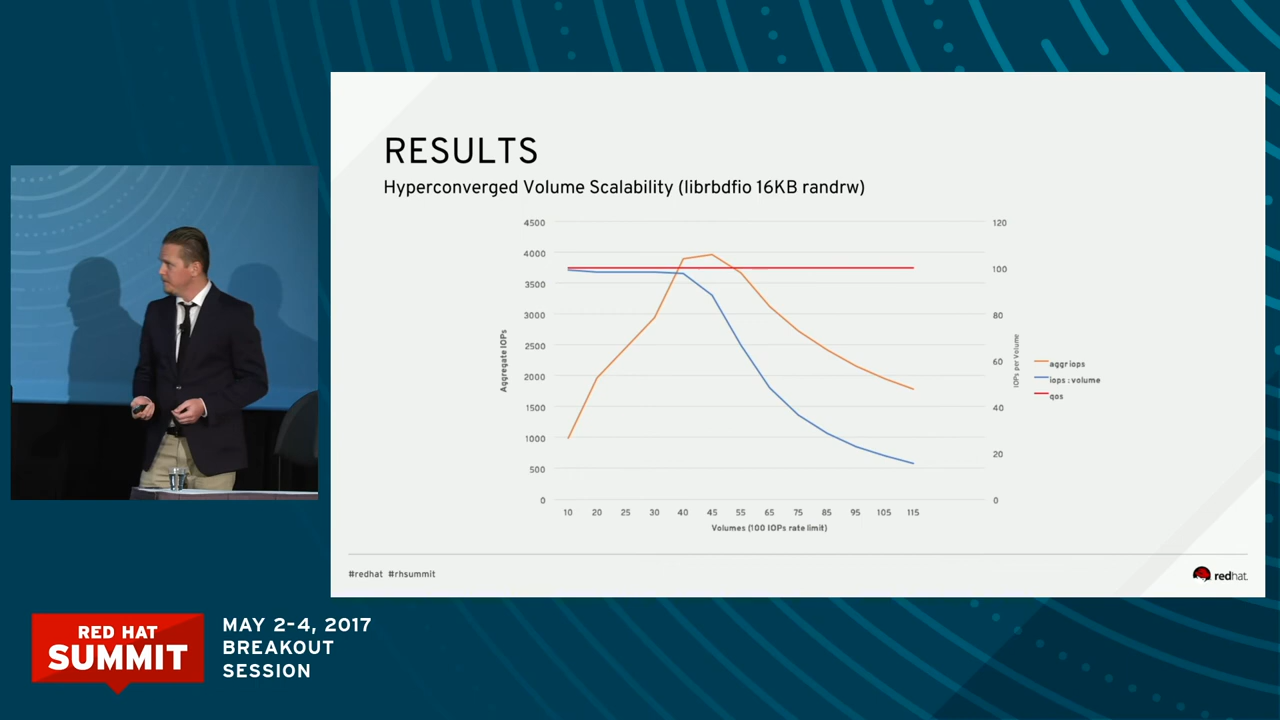 RESULTS
Hyperconverged Volume Scalability (librbdfio 16KB randrw)
4500
4000
3500
3000
2500
2000
1500
1000
500
0
Aggregate IOPs
120
100
80
60
40
20
0
IOPs per Volume
10 20 25 30 40 45 55 65 75 85 95 105 115
Volumes (100 IOPs rate limit)
aggr iops
iops : volume
qos
#redhat #rhsummit
redhat.
RED HAT
SUMMIT
MAY 2-4, 2017
BREAKOUT
SESSION